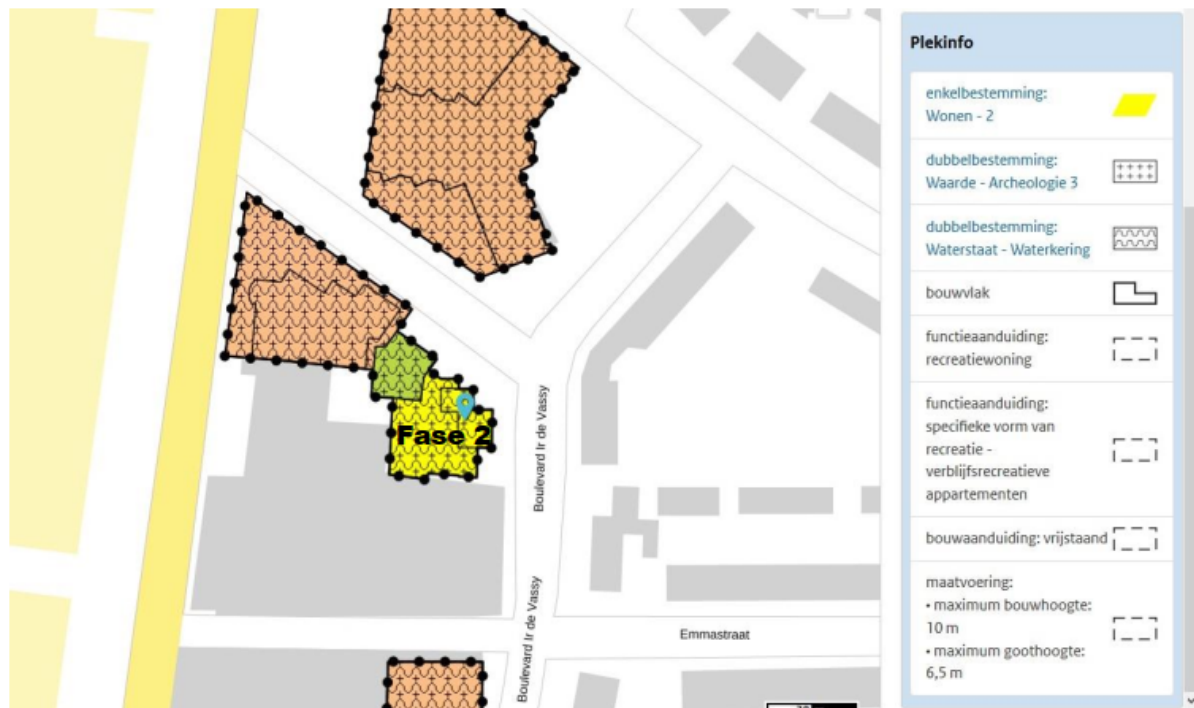 Plekinfo
enkelbestemming:
Wonen - 2
dubbelbestemming:
Waarde - Archeologie 3
dubbelbestemming:
Waterstaat - Waterkering
bouwvlak
functieaanduiding:
recreatiewoning
functieaanduiding:
specifieke vorm van
recreatie -
verblijfsrecreatieve
appartementen
bouwaanduiding: vrijstaand
maatvoering:
• maximum bouwhoogte:
10 m
• maximum goothoogte:
6,5 m
Fase 2
Boulevard Ir de Vassy
Boulevard Ir de Vassy
Emmastraat